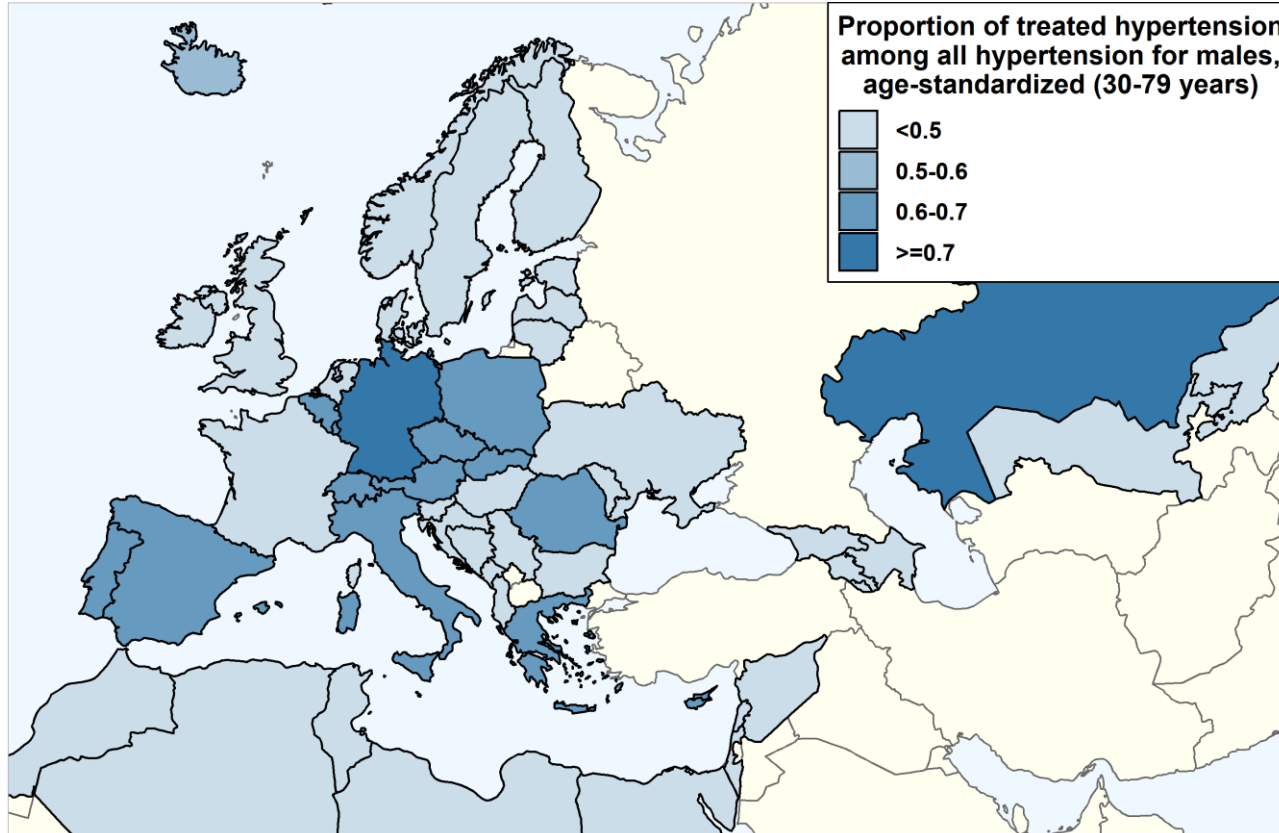 Proportion of treated hypertension
among all hypertension for males,
age-standardized (30-79 years)
<0.5
0.5-0.6
0.6-0.7
>=0.7